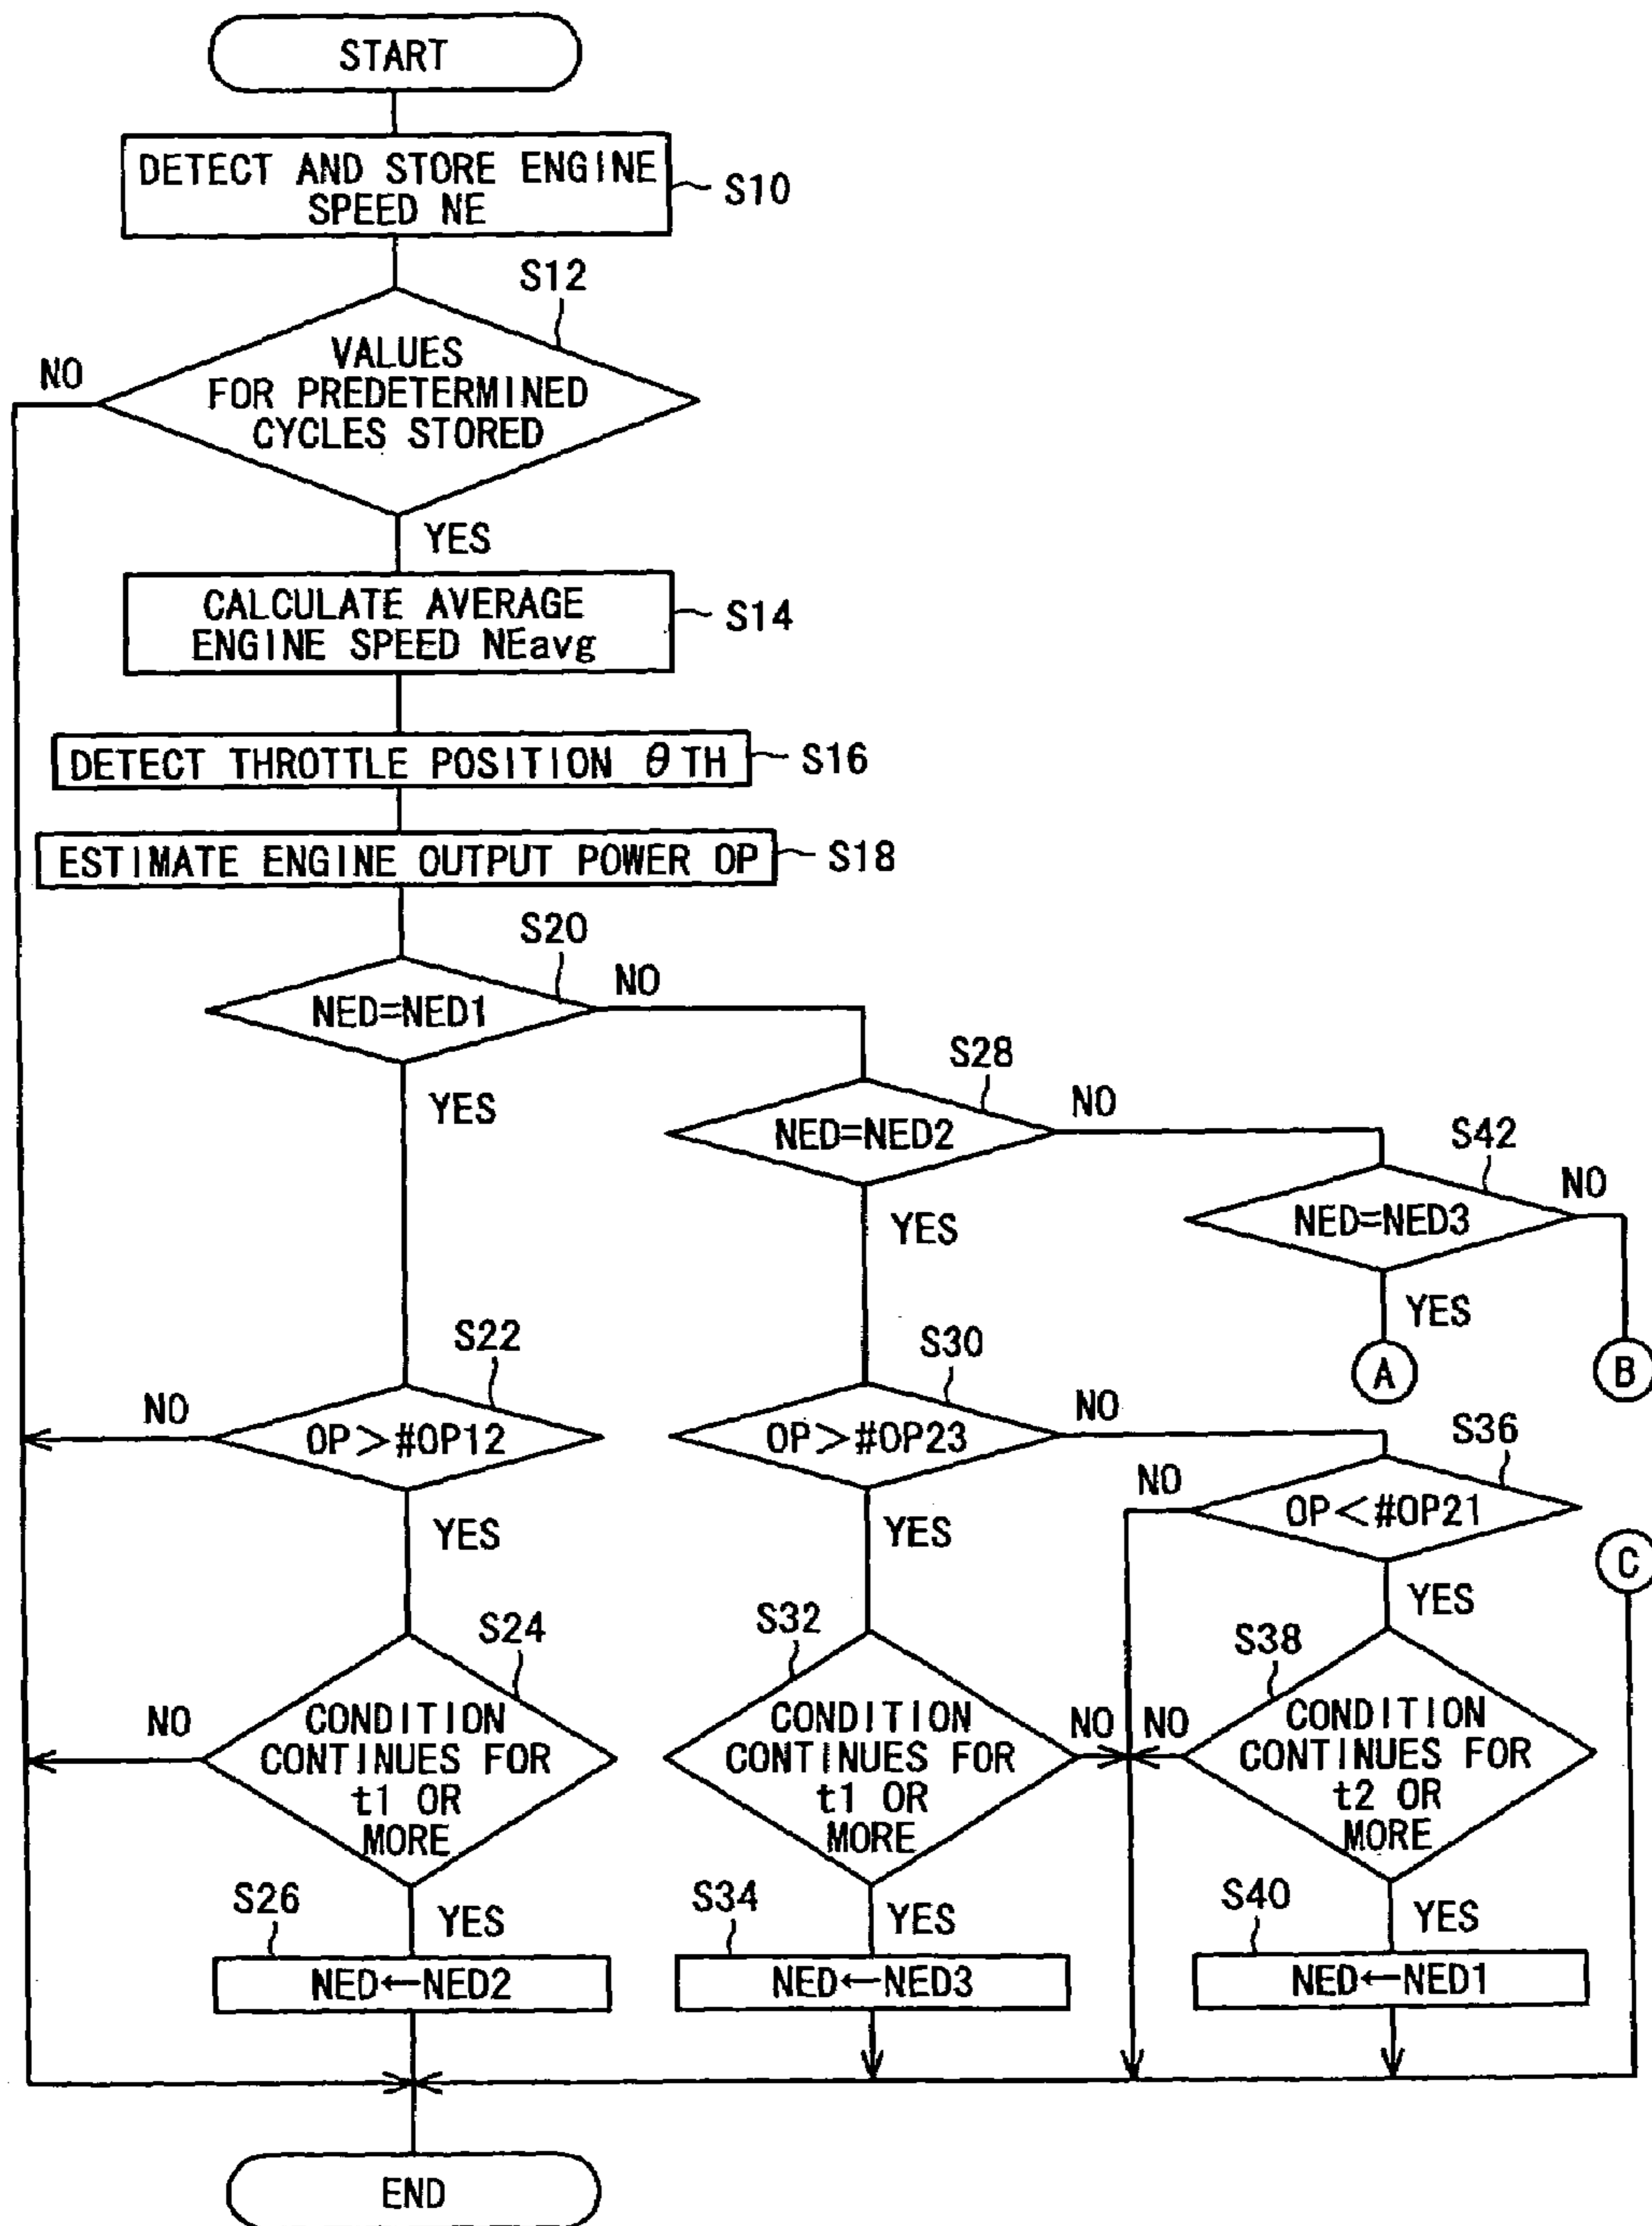 START
DETECT AND STORE ENGINE
SPEED NE
S10
S12
VALUES
FOR PREDETERMINED
CYCLES STORED
NO
YES
CALCULATE AVERAGE
ENGINE SPEED NEavg
S14
DETECT THROTTLE POSITION θTH
S16
ESTIMATE ENGINE OUTPUT POWER OP
S18
S20
NED=NED1
NO
YES
S28
NED=NED2
NO
YES
S42
NED=NED3
NO
YES
A
B
S22
OP>#OP12
NO
YES
S30
OP>#OP23
NO
YES
S36
OP<#OP21
NO
YES
C
S24
CONDITION
CONTINUES FOR
t1 OR
MORE
NO
YES
S32
CONDITION
CONTINUES FOR
t1 OR
MORE
NO
YES
S38
CONDITION
CONTINUES FOR
t2 OR
MORE
NO
YES
S26
NED←NED2
S34
NED←NED3
S40
NED←NED1
END